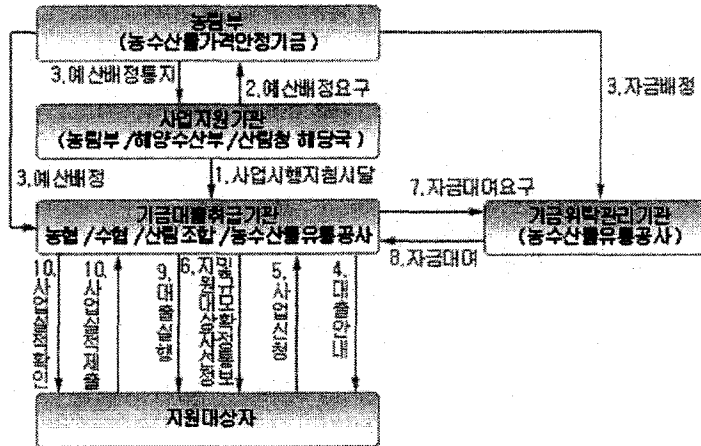 농림부
(농수산물가격안정기금)
3.예산배정통지
2.예산배정요구
3.자금배정
사업지원기관
(농림부/해양수산부/산림청 해당국)
3.예산배정
1.사업시행지침시달
7.자금대여요구
기금대출취급기관
농협/수협/산림조합/농수산물유통공사
기금위탁관리기관
(농수산물유통공사)
8.자금대여
10.사업실적확인
10.사업실적제출
9.대출실행
6.지원대상자선정
및규모확정통보
5.사업신청
4.대출안내
지원대상자